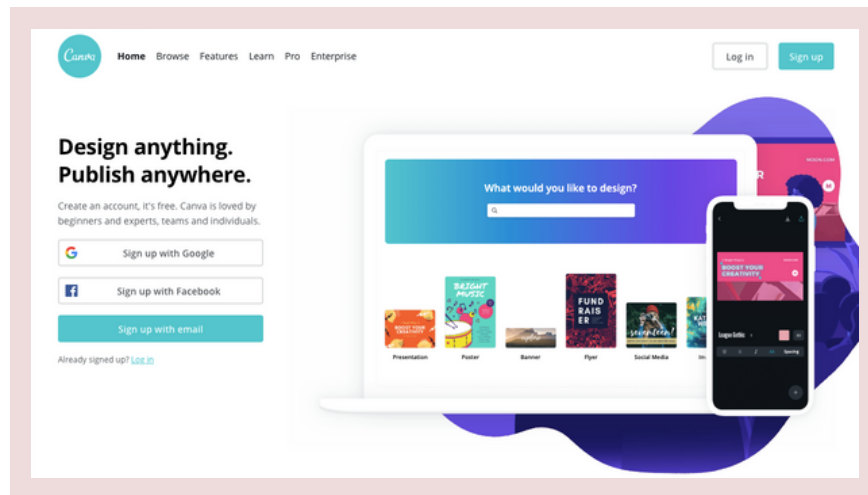 Canva
Home Browse Features Learn Pro Enterprise
Log in
Sign up
Design anything.
Publish anywhere.
Create an account, it's free. Canva is loved by
beginners and experts, teams and individuals.
Sign up with Google
Sign up with Facebook
Sign up with email
Already signed up? Log in
What would you like to design?
BOOST YOUR
CREATIVITY
Presentation
BRIGHT
MUSIC
Poster
Banner
FUND
RAIS
ER
Flyer
seventeen!
Social Media
BOOST YOUR
CREATIVITY
League Gothic
Spacing